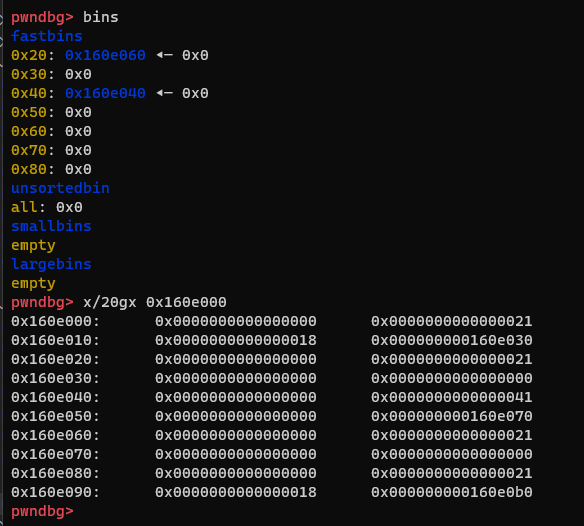 pwndbg> bins
fastbins
0x20: 0x160e060 ◂— 0x0
0x30: 0x0
0x40: 0x160e040 ◂— 0x0
0x50: 0x0
0x60: 0x0
0x70: 0x0
0x80: 0x0
unsortedbin
all: 0x0
smallbins
empty
largebins
empty
pwndbg> x/20gx 0x160e000
0x160e000: 0x0000000000000000 0x0000000000000021
0x160e010: 0x0000000000000018 0x000000000160e030
0x160e020: 0x0000000000000000 0x0000000000000021
0x160e030: 0x0000000000000000 0x0000000000000000
0x160e040: 0x0000000000000000 0x0000000000000041
0x160e050: 0x0000000000000000 0x000000000160e070
0x160e060: 0x0000000000000000 0x0000000000000021
0x160e070: 0x0000000000000000 0x0000000000000000
0x160e080: 0x0000000000000000 0x0000000000000021
0x160e090: 0x0000000000000018 0x000000000160e0b0
pwndbg>